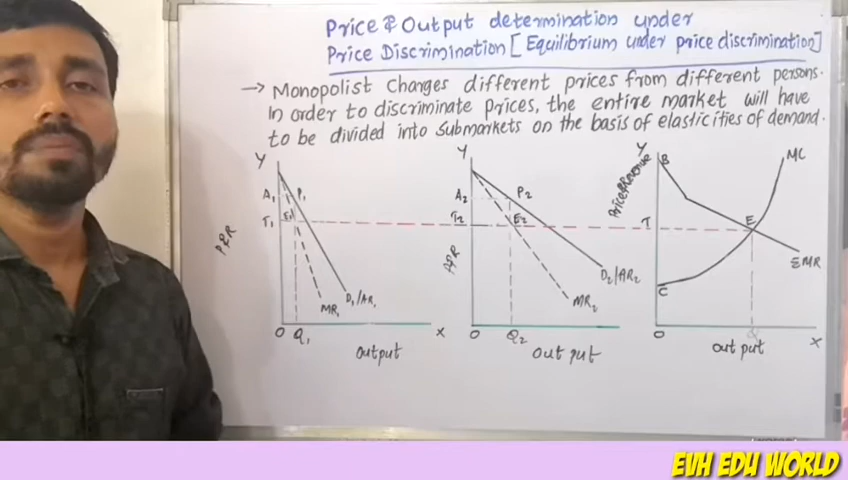 Price & Output determination under
Price Discrimination [Equilibrium under price discrimination]
→ Monopolist Charges different prices from different persons.
In order to discriminate prices, the entire market will have
to be divided into submarkets on the basis of elasticities of demand.
Y
A₁ P₁
T₁ E₁
P&R
MR₁ D₁/AR₁
O Q₁ X
Output
Y
A₂ P₂
T₂ E₂
P&R
D₂/AR₂
MR₂
O Q₂
Output
Y
Price & Revenue
B MC
T E
ΣMR
C
O Q X
Output
EVH EDU WORLD